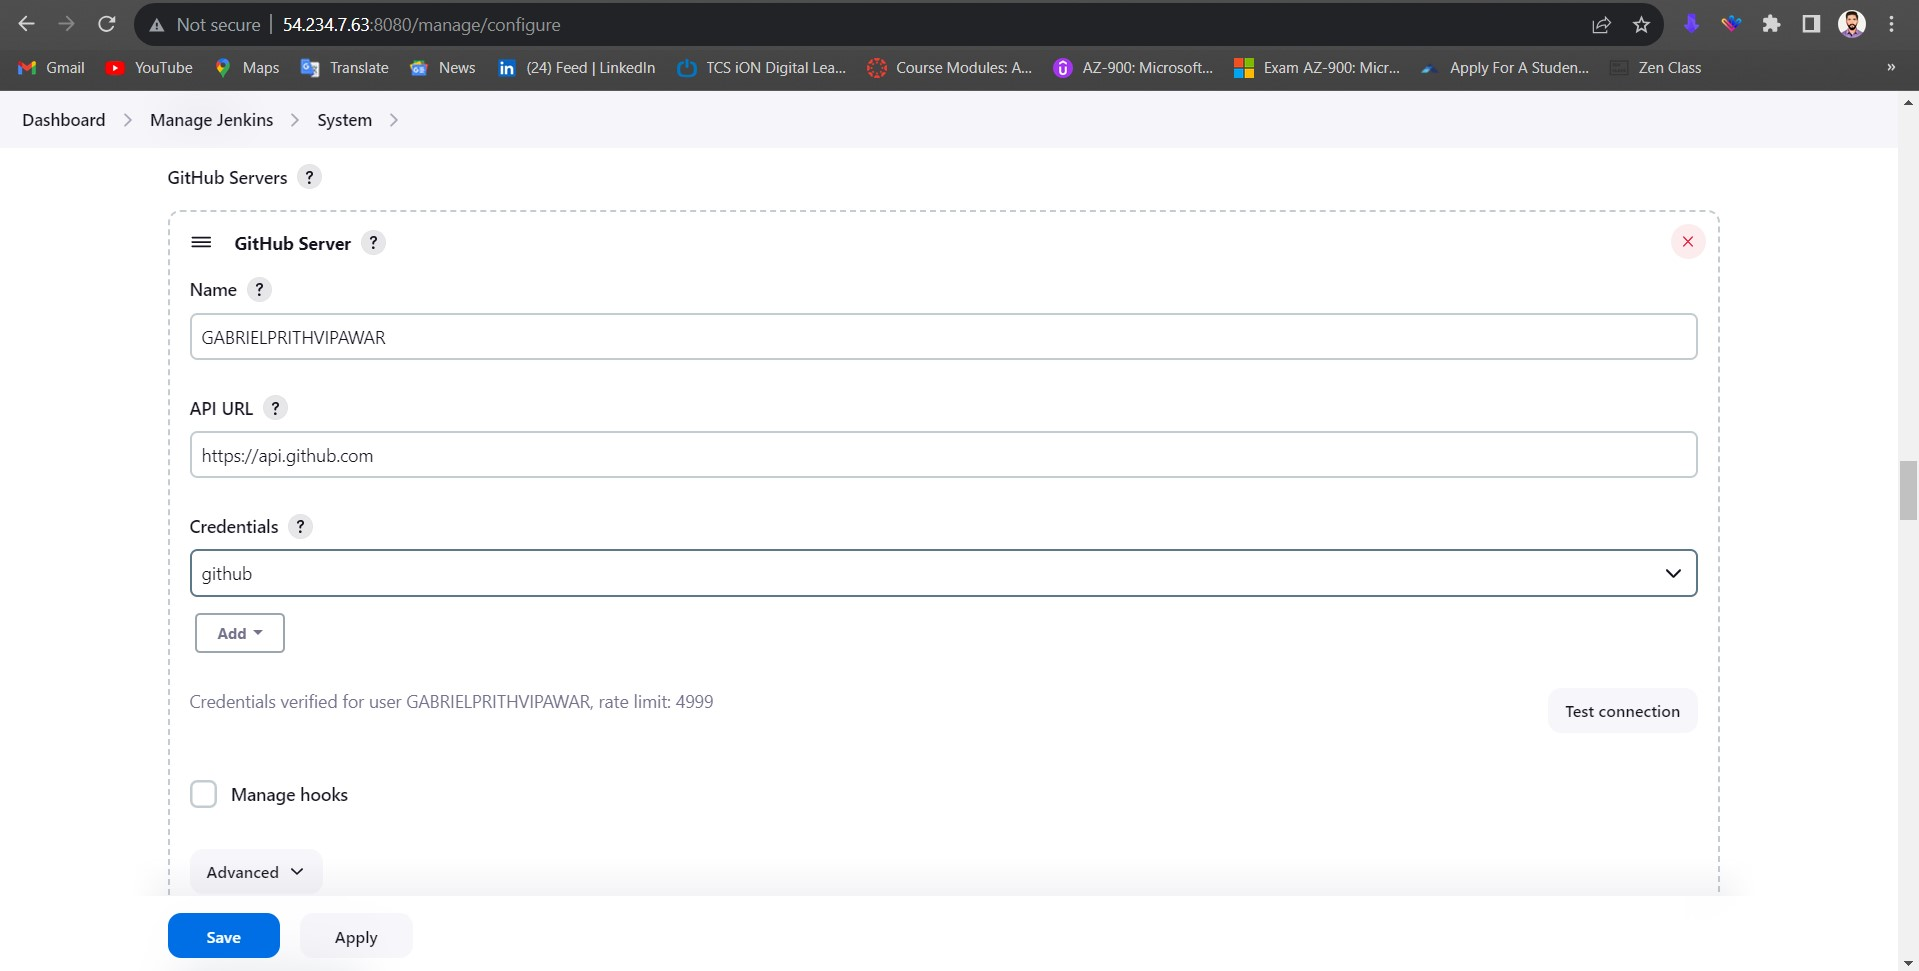 Not secure 54.234.7.63:8080/manage/configure
Gmail YouTube Maps Translate News (24) Feed | LinkedIn TCS iON Digital Lea... Course Modules: A... AZ-900: Microsoft... Exam AZ-900: Micr... Apply For A Studen... Zen Class »
Dashboard > Manage Jenkins > System >
GitHub Servers ?
GitHub Server ?
Name ?
GABRIELPRITHVIPAWAR
API URL ?
https://api.github.com
Credentials ?
github
Add
Credentials verified for user GABRIELPRITHVIPAWAR, rate limit: 4999
Test connection
Manage hooks
Advanced
Save Apply